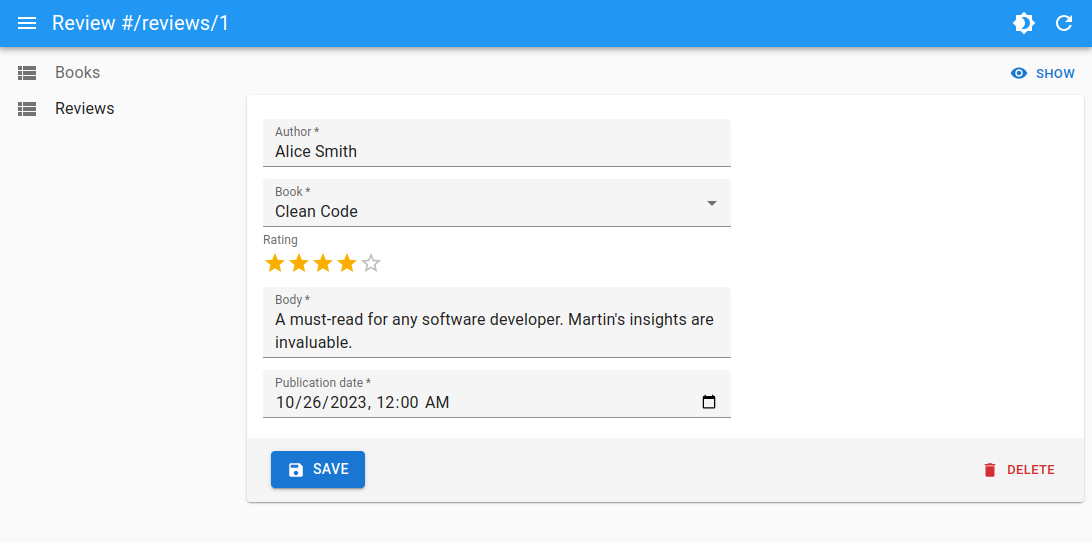 Review #/reviews/1
Books
SHOW
Reviews
Author *
Alice Smith
Book *
Clean Code
Rating
Body *
A must-read for any software developer. Martin's insights are
invaluable.
Publication date *
10/26/2023, 12:00 AM
SAVE
DELETE